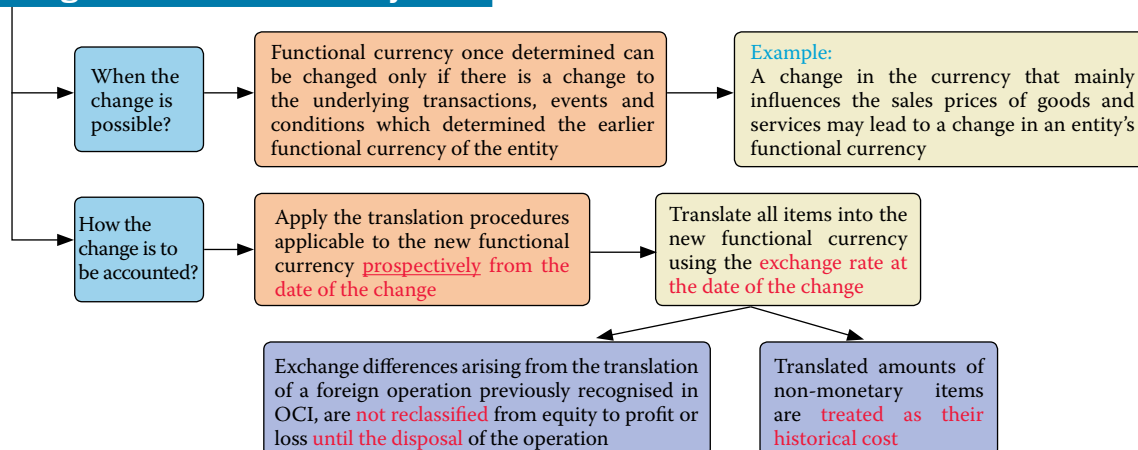 When the
change is
possible?
Functional currency once determined can
be changed only if there is a change to
the underlying transactions, events and
conditions which determined the earlier
functional currency of the entity
Example:
A change in the currency that mainly
influences the sales prices of goods and
services may lead to a change in an entity's
functional currency
How the
change is to
be accounted?
Apply the translation procedures
applicable to the new functional
currency prospectively from the
date of the change
Translate all items into the
new functional currency
using the exchange rate at
the date of the change
Exchange differences arising from the translation
of a foreign operation previously recognised in
OCI, are not reclassified from equity to profit or
loss until the disposal of the operation
Translated amounts of
non-monetary items
are treated as their
historical cost